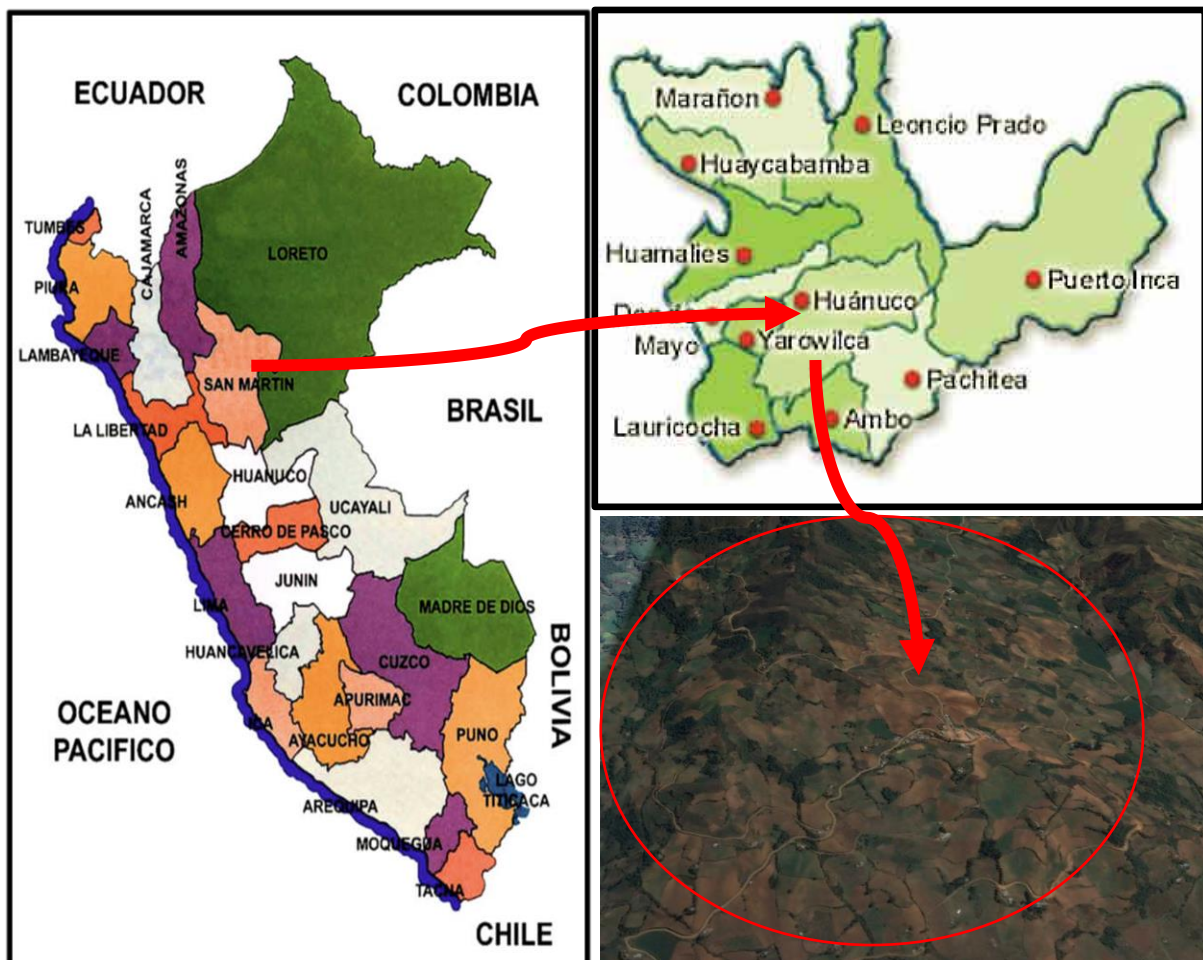 ECUADOR
COLOMBIA
TUMBES
PIURA
CAJAMARCA
AMAZONAS
LORETO
LAMBAYEQUE
SAN MARTIN
BRASIL
LA LIBERTAD
HUANUCO
ANCASH
UCAYALI
CERRO DE PASCO
JUNIN
LIMA
MADRE DE DIOS
HUANCAVELICA
CUZCO
BOLIVIA
APURIMAC
OCEANO
PACIFICO
ICA
AYACUCHO
PUNO
LAGO
TITICACA
AREQUIPA
MOQUEGUA
TACNA
CHILE
Marañon
Leoncio Prado
Huaycabamba
Huamalies
Puerto Inca
Huánuco
Mayo
Yarowilca
Pachitea
Lauricocha
Ambo